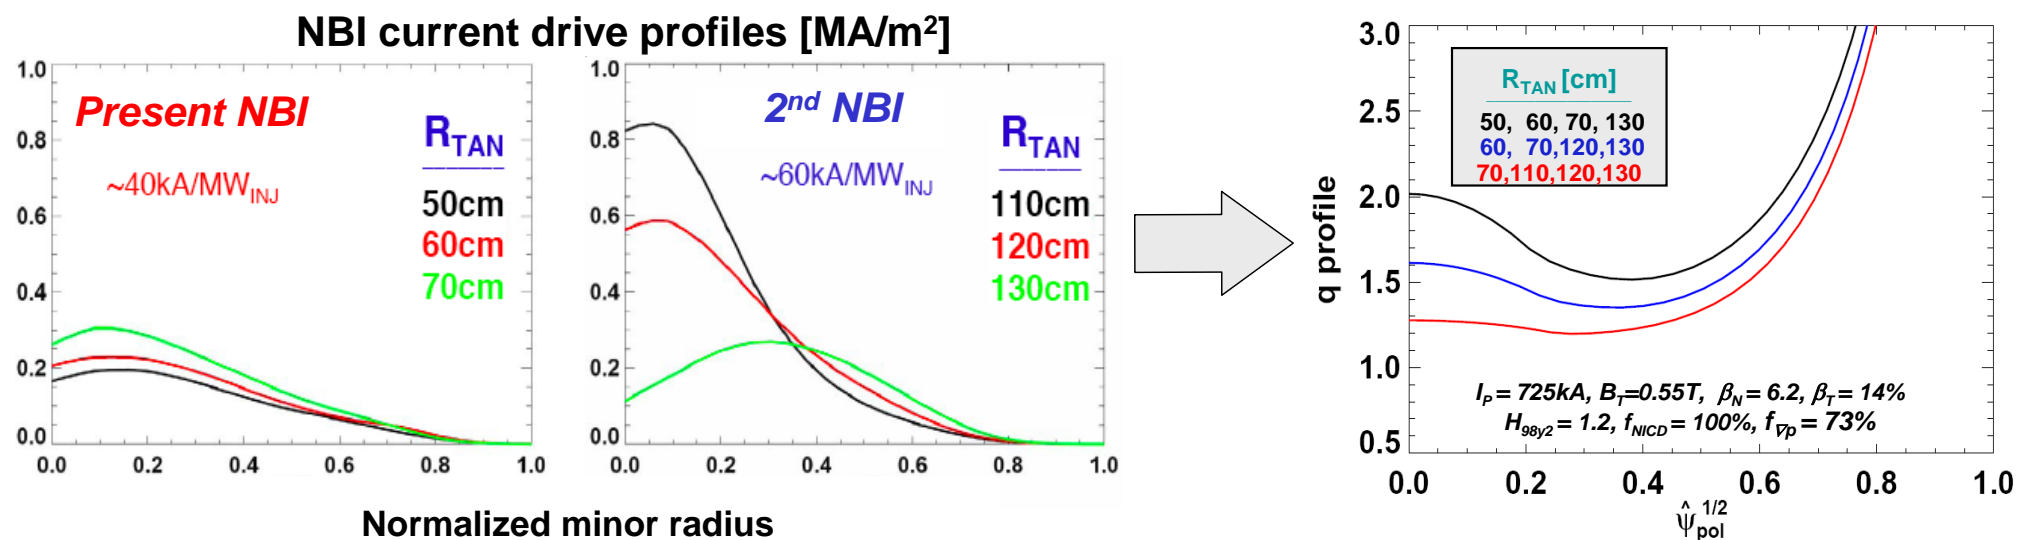 NBI current drive profiles [MA/m²]
1.0
0.8
0.6
0.4
0.2
0.0
0.0 0.2 0.4 0.6 0.8 1.0
Present NBI
~40kA/MW_INJ
R_TAN
50cm
60cm
70cm
1.0
0.8
0.6
0.4
0.2
0.0
0.0 0.2 0.4 0.6 0.8 1.0
2nd NBI
~60kA/MW_INJ
R_TAN
110cm
120cm
130cm
Normalized minor radius
q profile
3.0
2.5
2.0
1.5
1.0
0.5
0.0 0.2 0.4 0.6 0.8 1.0
R_TAN [cm]
50, 60, 70, 130
60, 70,120,130
70,110,120,130
I_P = 725kA, B_T=0.55T, β_N = 6.2, β_T = 14%
H_98y2 = 1.2, f_NICD = 100%, f_∇p = 73%
ψ̂_pol^1/2